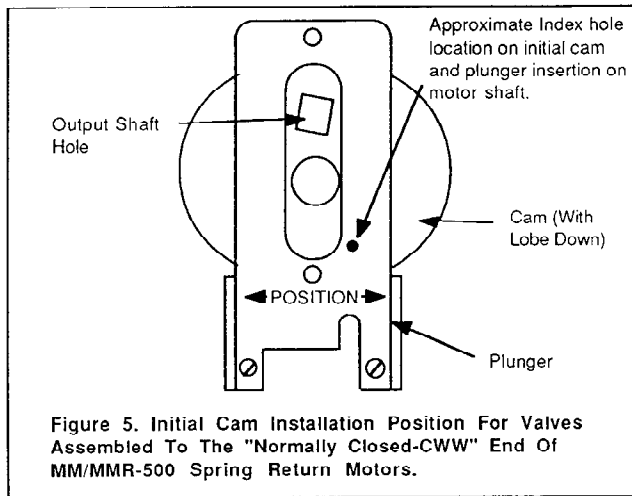 Approximate Index hole
location on initial cam
and plunger insertion on
motor shaft.
Output Shaft
Hole
Cam (With
Lobe Down)
POSITION
Plunger
Figure 5. Initial Cam Installation Position For Valves
Assembled To The "Normally Closed-CWW" End Of
MM/MMR-500 Spring Return Motors.